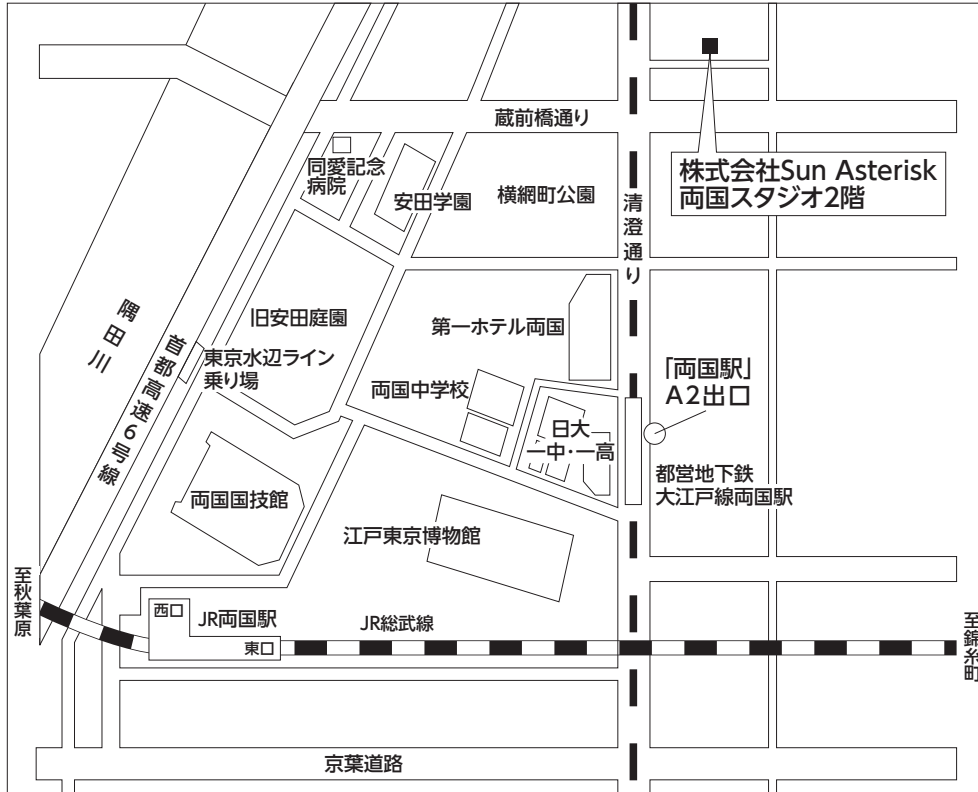 蔵前橋通り
同愛記念
病院
安田学園
横網町公園
清澄通り
株式会社Sun Asterisk
両国スタジオ2階
隅田川
首都高速6号線
旧安田庭園
東京水辺ライン
乗り場
第一ホテル両国
両国中学校
「両国駅」
A2出口
日大
一中・一高
都営地下鉄
大江戸線両国駅
両国国技館
江戸東京博物館
至秋葉原
西口
JR両国駅
東口
JR総武線
至錦糸町
京葉道路